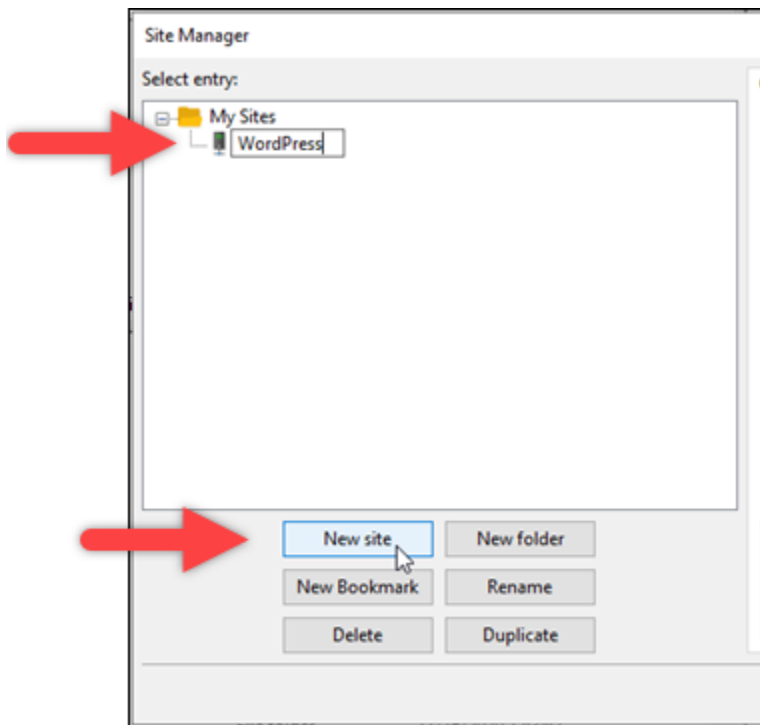 Site Manager
Select entry:
My Sites
WordPress
New site New folder
New Bookmark Rename
Delete Duplicate